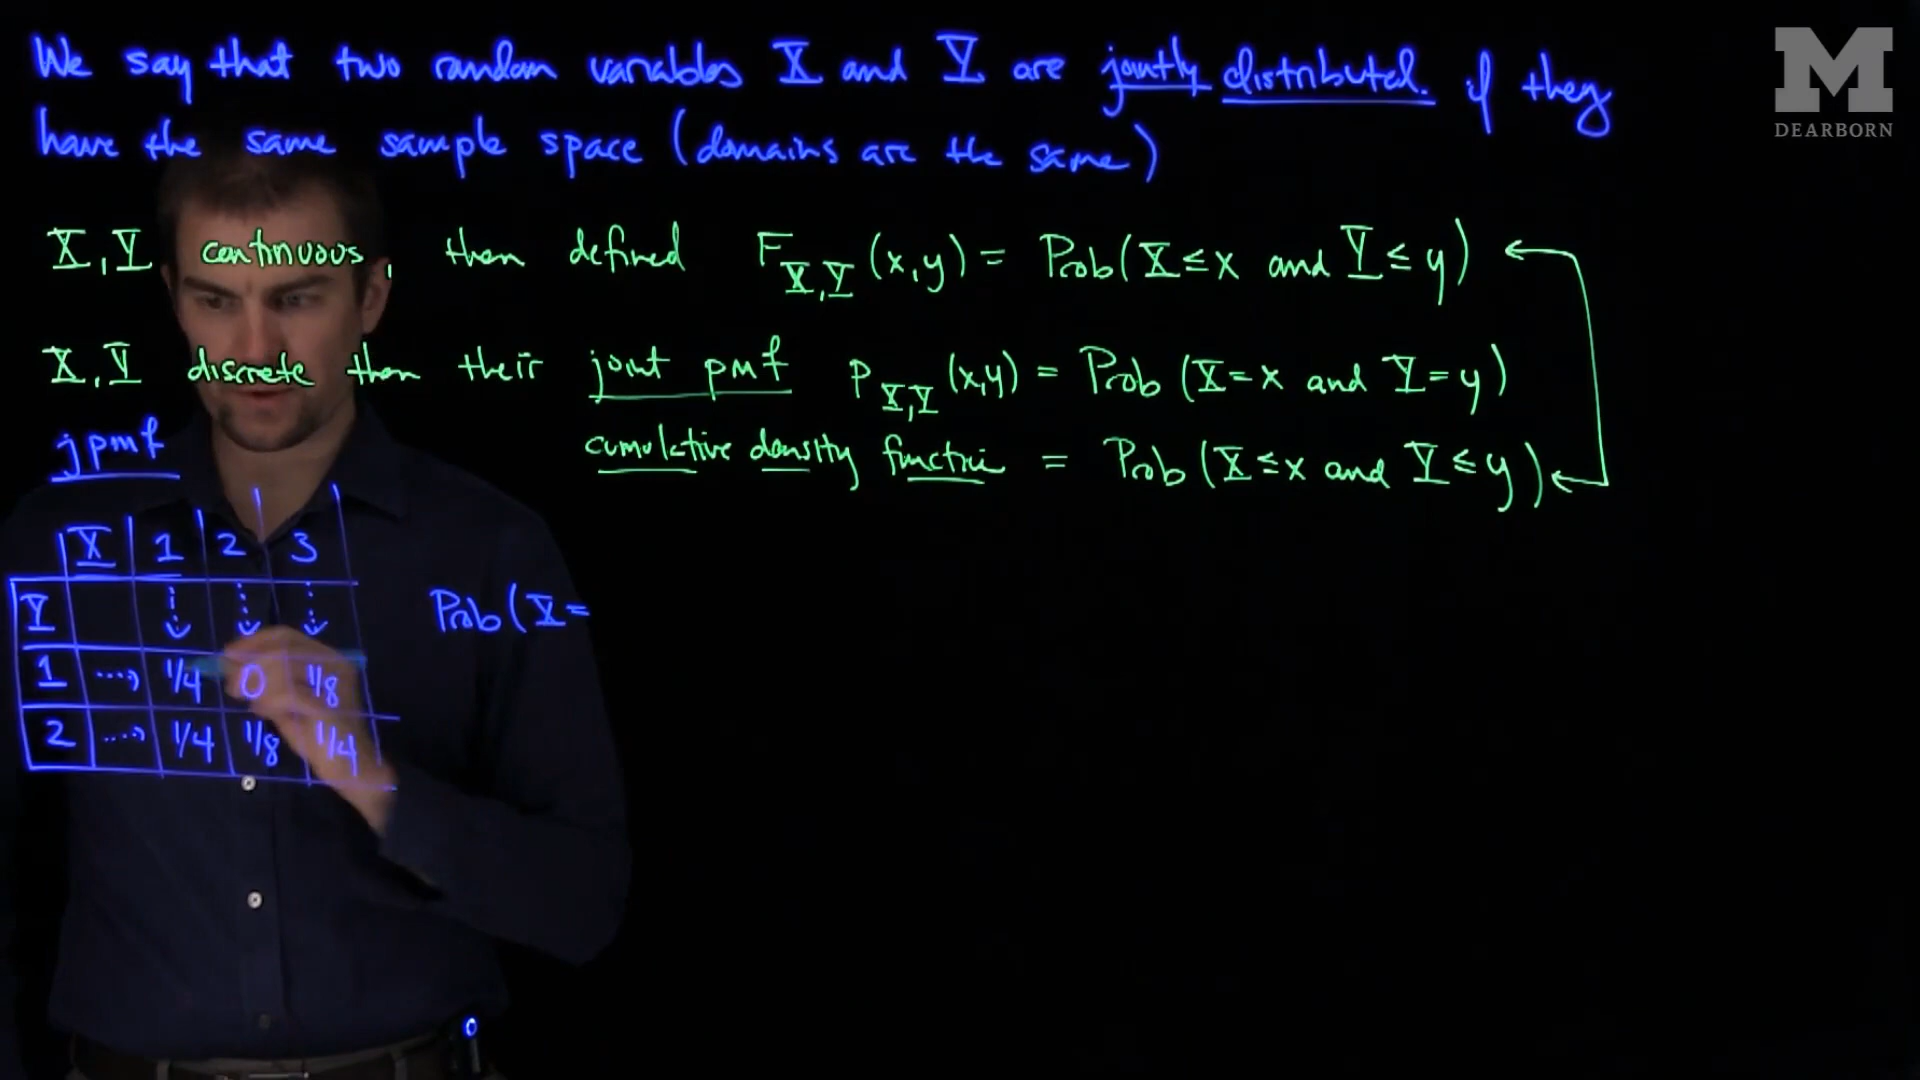 We say that two random variables X and Y are jointly distributed. if they
have the same sample space (domains are the same)
X, Y continuous, then defined F_X,Y (x,y) = Prob(X ≤ x and Y ≤ y)
X, Y discrete then their joint pmf P_X,Y (x,y) = Prob (X = x and Y = y)
cumulative density function = Prob (X ≤ x and Y ≤ y)
jpmf
X 1 2 3
Y
1 1/4 0 1/8
2 1/4 1/8 1/4
Prob(X =
M
DEARBORN